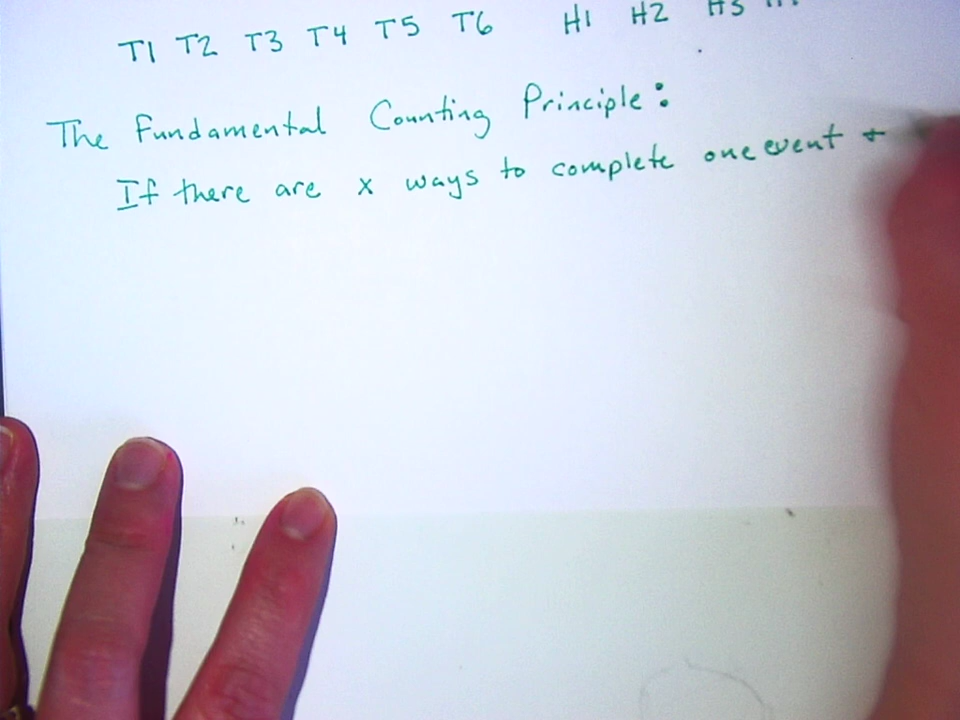 T1 T2 T3 T4 T5 T6 H1 H2 H3
The Fundamental Counting Principle:
If there are x ways to complete one event +